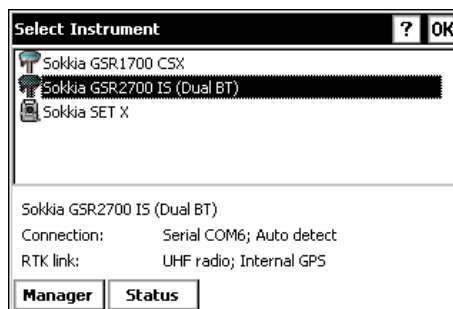 Select Instrument ? OK
Sokkia GSR1700 CSX
Sokkia GSR2700 IS (Dual BT)
Sokkia SET X
Sokkia GSR2700 IS (Dual BT)
Connection: Serial COM6; Auto detect
RTK link: UHF radio; Internal GPS
Manager Status